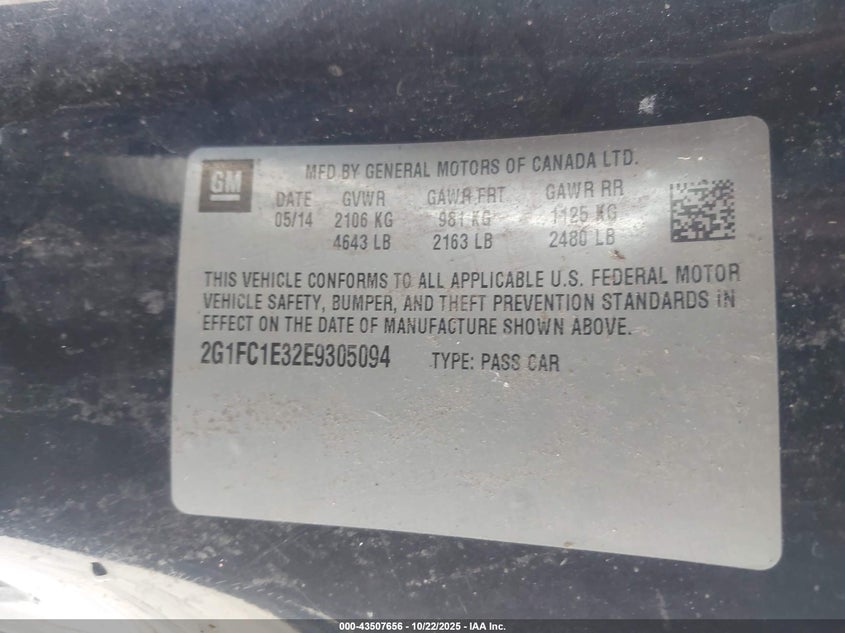 GM
MFD BY GENERAL MOTORS OF CANADA LTD.
DATE GVWR GAWR FRT GAWR RR
05/14 2106 KG 981 KG 1125 KG
4643 LB 2163 LB 2480 LB
THIS VEHICLE CONFORMS TO ALL APPLICABLE U.S. FEDERAL MOTOR
VEHICLE SAFETY, BUMPER, AND THEFT PREVENTION STANDARDS IN
EFFECT ON THE DATE OF MANUFACTURE SHOWN ABOVE.
2G1FC1E32E9305094 TYPE: PASS CAR
000-43507656 - 10/22/2025 - IAA Inc.